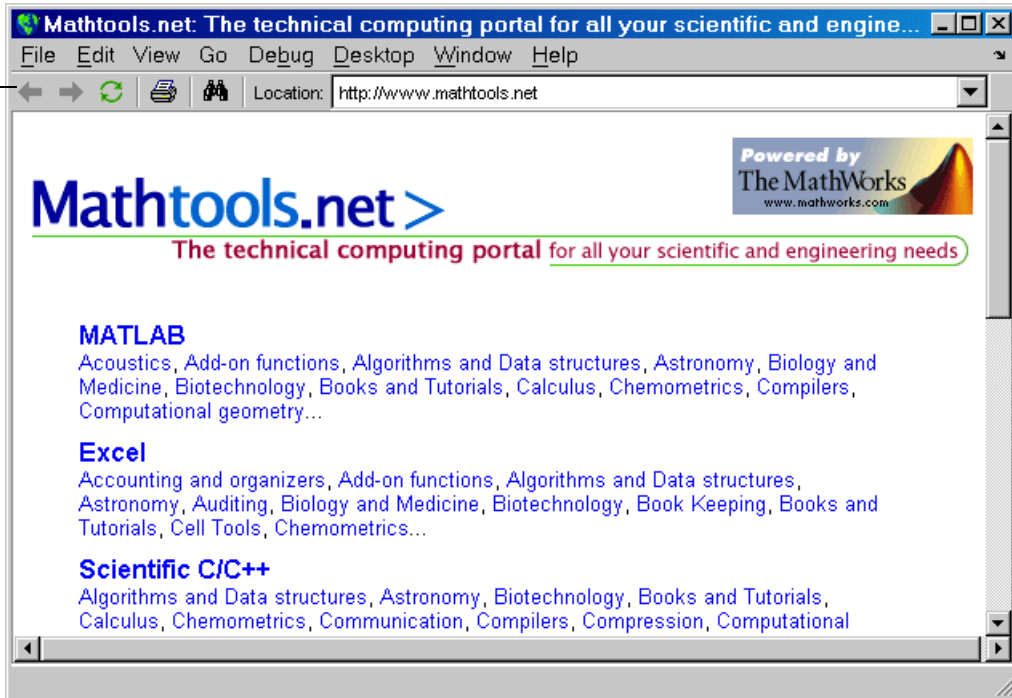 Mathtools.net: The technical computing portal for all your scientific and engine...
File Edit View Go Debug Desktop Window Help
Location: http://www.mathtools.net
Powered by
The MathWorks
www.mathworks.com
Mathtools.net >
The technical computing portal for all your scientific and engineering needs
MATLAB
Acoustics, Add-on functions, Algorithms and Data structures, Astronomy, Biology and
Medicine, Biotechnology, Books and Tutorials, Calculus, Chemometrics, Compilers,
Computational geometry...
Excel
Accounting and organizers, Add-on functions, Algorithms and Data structures,
Astronomy, Auditing, Biology and Medicine, Biotechnology, Book Keeping, Books and
Tutorials, Cell Tools, Chemometrics...
Scientific C/C++
Algorithms and Data structures, Astronomy, Biotechnology, Books and Tutorials,
Calculus, Chemometrics, Communication, Compilers, Compression, Computational